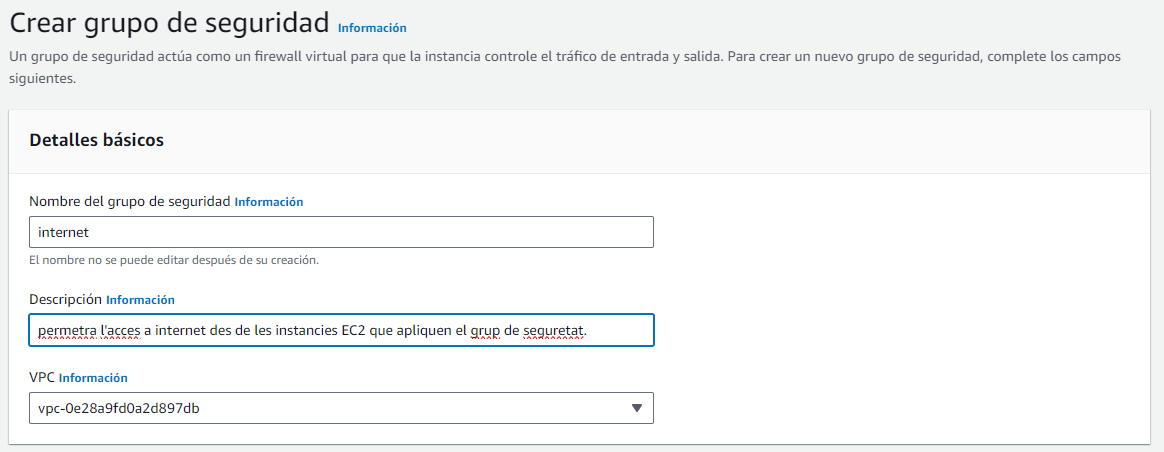 Crear grupo de seguridad Información
Un grupo de seguridad actúa como un firewall virtual para que la instancia controle el tráfico de entrada y salida. Para crear un nuevo grupo de seguridad, complete los campos
siguientes.
Detalles básicos
Nombre del grupo de seguridad Información
internet
El nombre no se puede editar después de su creación.
Descripción Información
permetra l'acces a internet des de les instancies EC2 que apliquen el grup de seguretat.
VPC Información
vpc-0e28a9fd0a2d897db